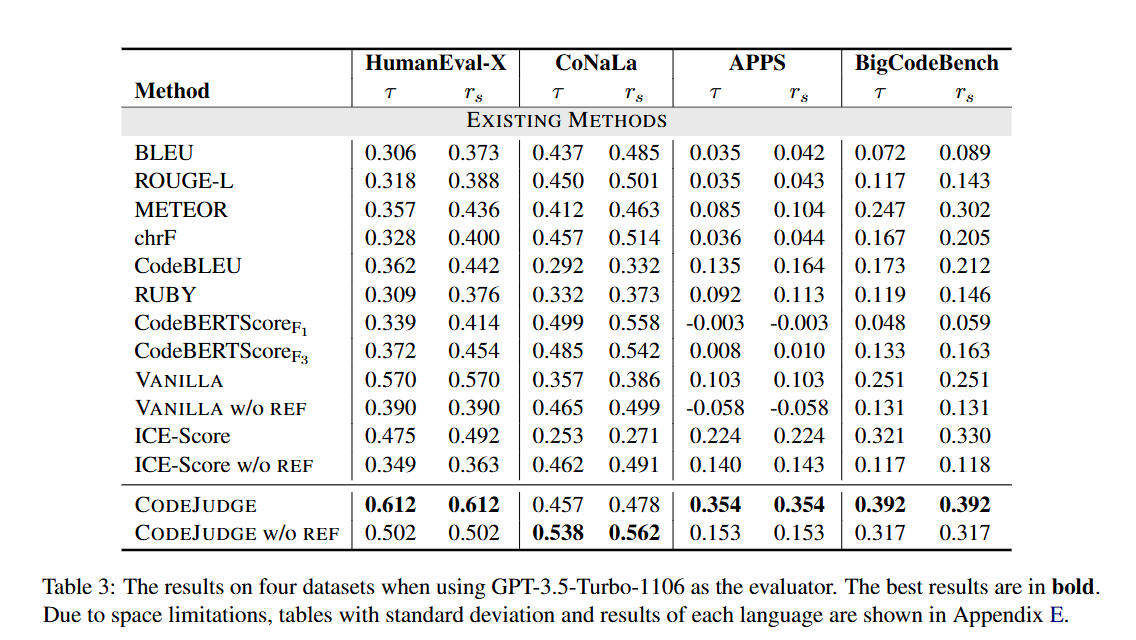 HumanEval-X CoNaLa APPS BigCodeBench
Method τ r_s τ r_s τ r_s τ r_s
EXISTING METHODS
BLEU 0.306 0.373 0.437 0.485 0.035 0.042 0.072 0.089
ROUGE-L 0.318 0.388 0.450 0.501 0.035 0.043 0.117 0.143
METEOR 0.357 0.436 0.412 0.463 0.085 0.104 0.247 0.302
chrF 0.328 0.400 0.457 0.514 0.036 0.044 0.167 0.205
CodeBLEU 0.362 0.442 0.292 0.332 0.135 0.164 0.173 0.212
RUBY 0.309 0.376 0.332 0.373 0.092 0.113 0.119 0.146
CodeBERTScoreF1 0.339 0.414 0.499 0.558 -0.003 -0.003 0.048 0.059
CodeBERTScoreF3 0.372 0.454 0.485 0.542 0.008 0.010 0.133 0.163
VANILLA 0.570 0.570 0.357 0.386 0.103 0.103 0.251 0.251
VANILLA w/o REF 0.390 0.390 0.465 0.499 -0.058 -0.058 0.131 0.131
ICE-Score 0.475 0.492 0.253 0.271 0.224 0.224 0.321 0.330
ICE-Score w/o REF 0.349 0.363 0.462 0.491 0.140 0.143 0.117 0.118
CODEJUDGE 0.612 0.612 0.457 0.478 0.354 0.354 0.392 0.392
CODEJUDGE w/o REF 0.502 0.502 0.538 0.562 0.153 0.153 0.317 0.317
Table 3: The results on four datasets when using GPT-3.5-Turbo-1106 as the evaluator. The best results are in bold.
Due to space limitations, tables with standard deviation and results of each language are shown in Appendix E.